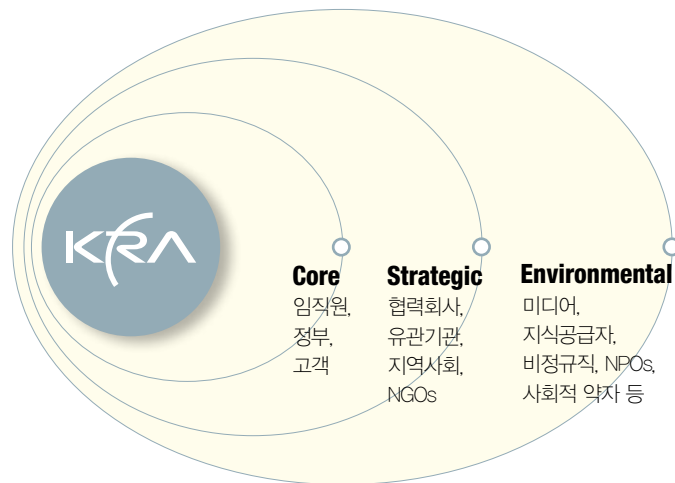 KRA
Core
임직원,
정부,
고객
Strategic
협력회사,
유관기관,
지역사회,
NGOs
Environmental
미디어,
지식공급자,
비정규직, NPOs,
사회적 약자 등